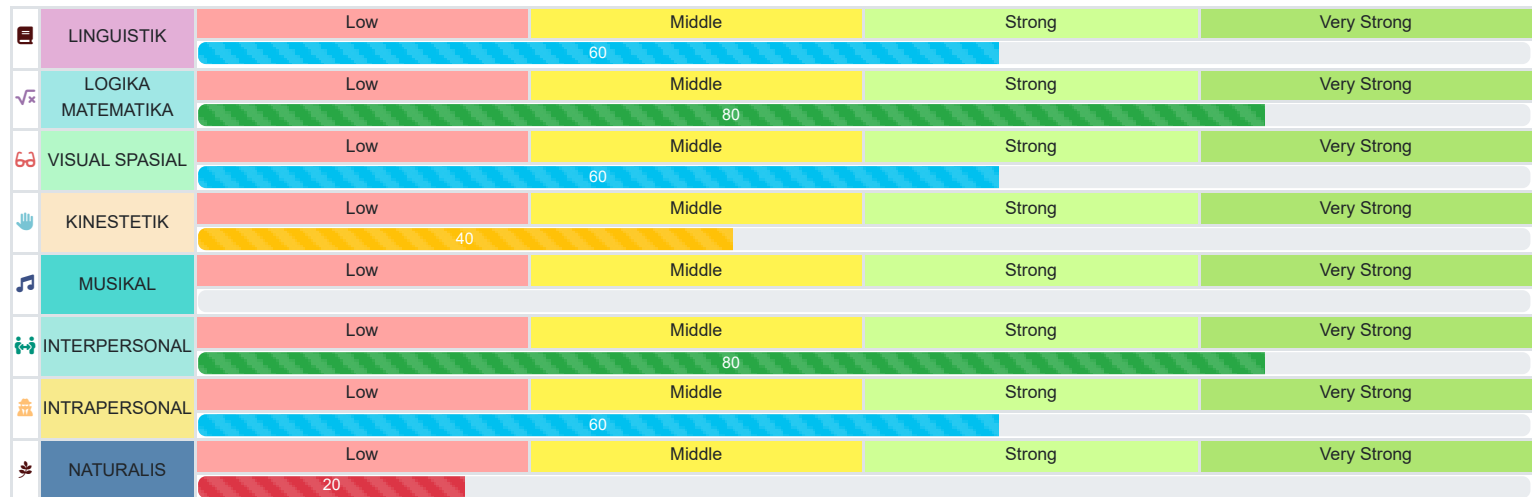 LINGUISTIK
Low Middle Strong Very Strong
60
LOGIKA
MATEMATIKA
Low Middle Strong Very Strong
80
VISUAL SPASIAL
Low Middle Strong Very Strong
60
KINESTETIK
Low Middle Strong Very Strong
40
MUSIKAL
Low Middle Strong Very Strong
INTERPERSONAL
Low Middle Strong Very Strong
80
INTRAPERSONAL
Low Middle Strong Very Strong
60
NATURALIS
Low Middle Strong Very Strong
20